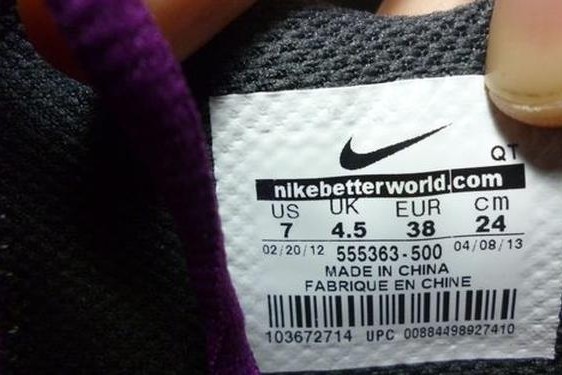 QT
nikebetterworld.com
US UK EUR cm
7 4.5 38 24
02/20/12 555363-500 04/08/13
MADE IN CHINA
FABRIQUE EN CHINE
103672714 UPC 00884498927410